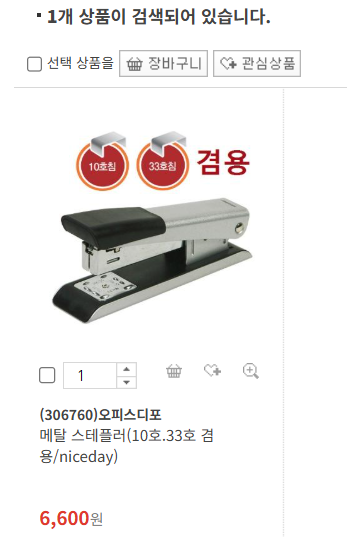 1개 상품이 검색되어 있습니다.
선택 상품을 장바구니 관심상품
10호침 33호침 겸용
1
(306760)오피스디포
메탈 스테플러(10호.33호 겸
용/niceday)
6,600원